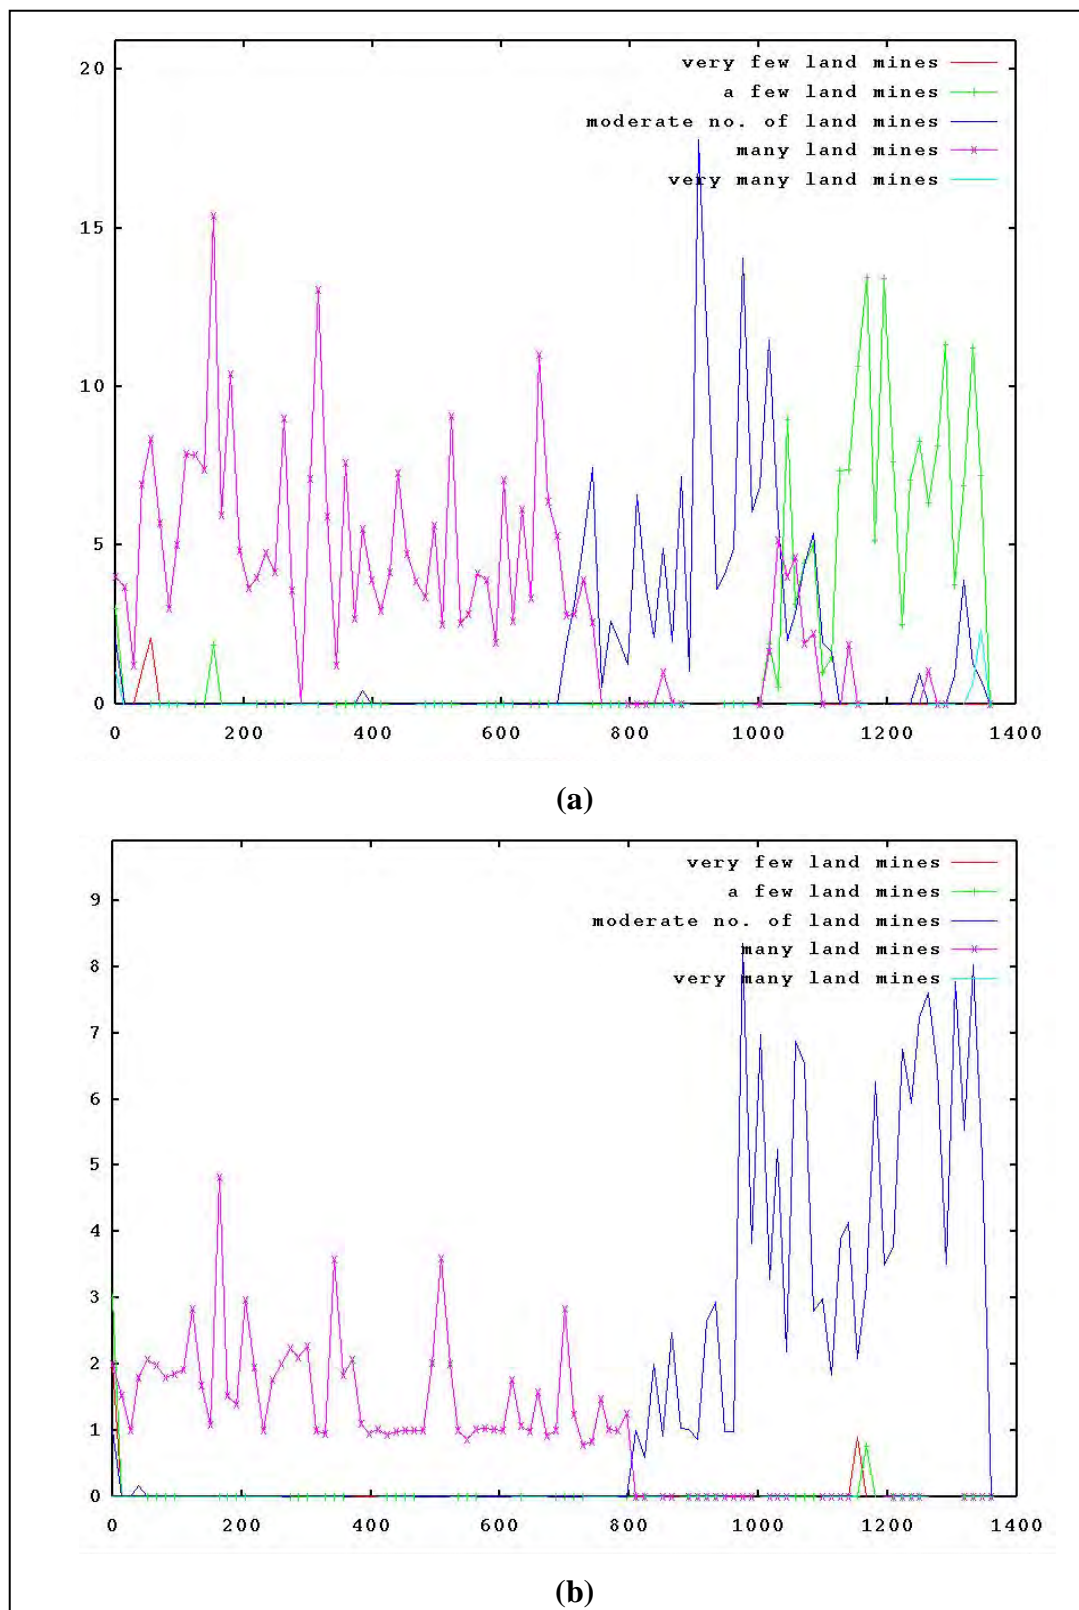 20
very few land mines
a few land mines
moderate no. of land mines
many land mines
very many land mines
15
10
5
0
0 200 400 600 800 1000 1200 1400
(a)
very few land mines
9
a few land mines
moderate no. of land mines
many land mines
8
very many land mines
7
6
5
4
3
2
1
0
0 200 400 600 800 1000 1200 1400
(b)